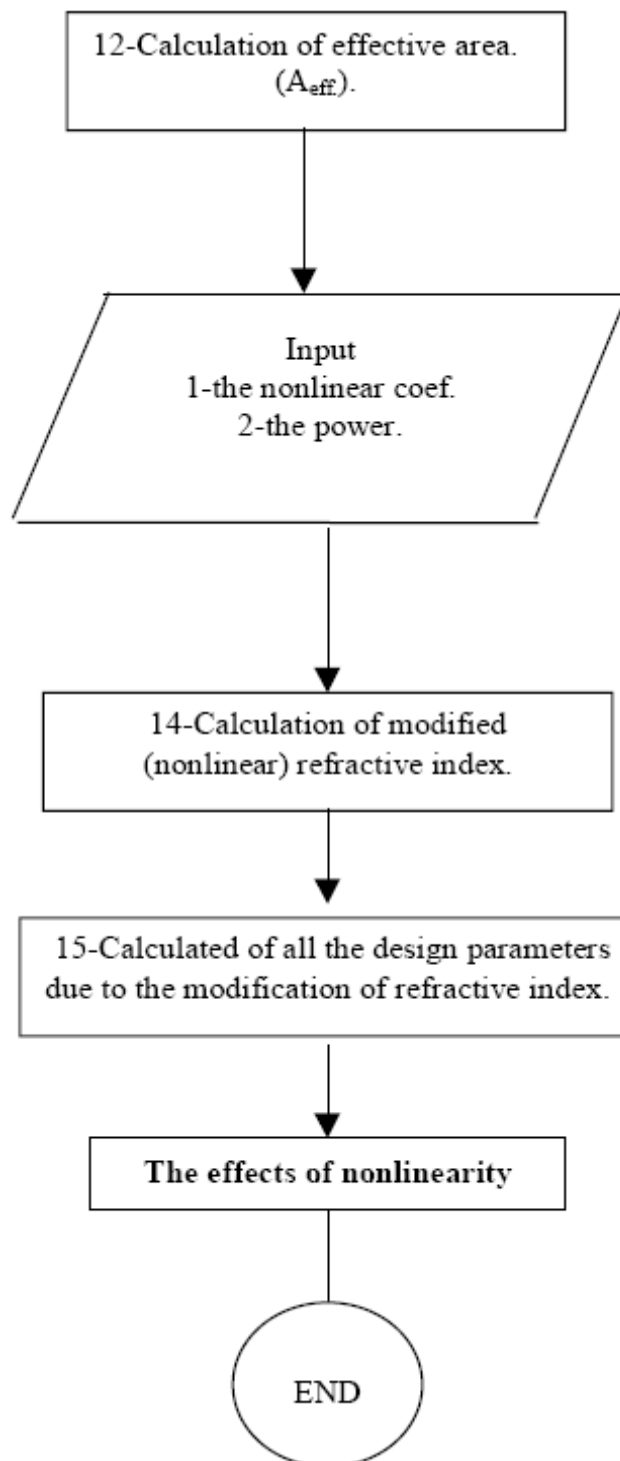 12-Calculation of effective area.
(Aeff.).
Input
1-the nonlinear coef.
2-the power.
14-Calculation of modified
(nonlinear) refractive index.
15-Calculated of all the design parameters
due to the modification of refractive index.
The effects of nonlinearity
END